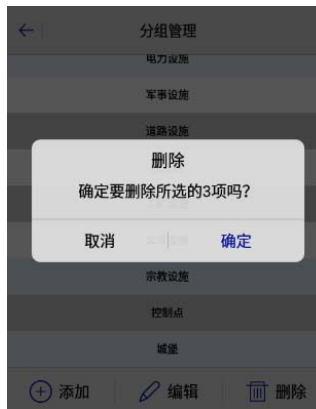 分组管理
电力设施
军事设施
道路设施
删除
确定要删除所选的3项吗?
取消
确定
宗教设施
控制点
城堡
添加
编辑
删除